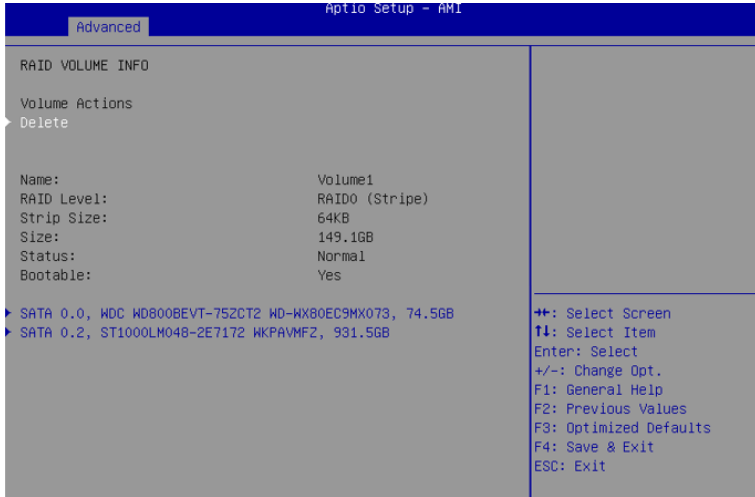 Aptio Setup - AMI
Advanced
RAID VOLUME INFO
Volume Actions
Delete
Name: Volume1
RAID Level: RAID0 (Stripe)
Strip Size: 64KB
Size: 149.1GB
Status: Normal
Bootable: Yes
SATA 0.0, WDC WD800BEVT-75ZCT2 WD-WX80EC9MX073, 74.5GB
SATA 0.2, ST1000LM048-2E7172 WKPAVMFZ, 931.5GB
→←: Select Screen
↑↓: Select Item
Enter: Select
+/-: Change Opt.
F1: General Help
F2: Previous Values
F3: Optimized Defaults
F4: Save & Exit
ESC: Exit